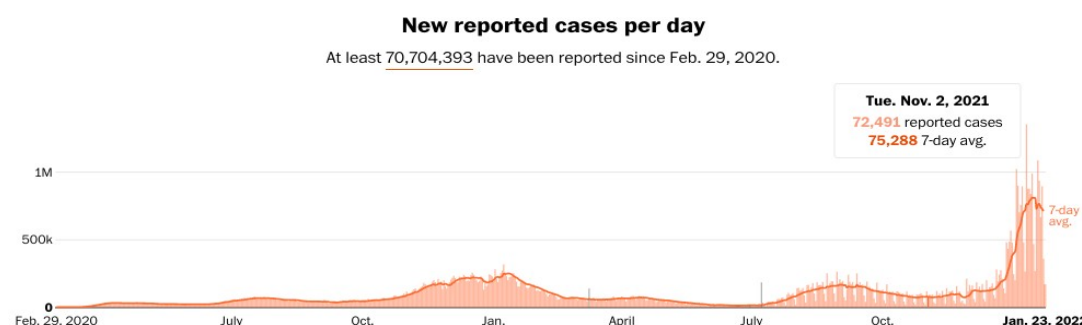 New reported cases per day
At least 70,704,393 have been reported since Feb. 29, 2020.
Tue. Nov. 2, 2021
72,491 reported cases
75,288 7-day avg.
1M
7-day
avg.
500k
0
Feb. 29, 2020 July Oct. Jan. April July Oct. Jan. 23, 2022